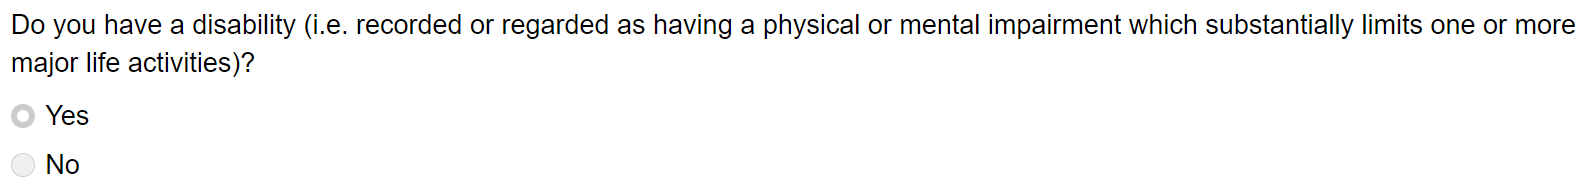 Do you have a disability (i.e. recorded or regarded as having a physical or mental impairment which substantially limits one or more
major life activities)?
Yes
No